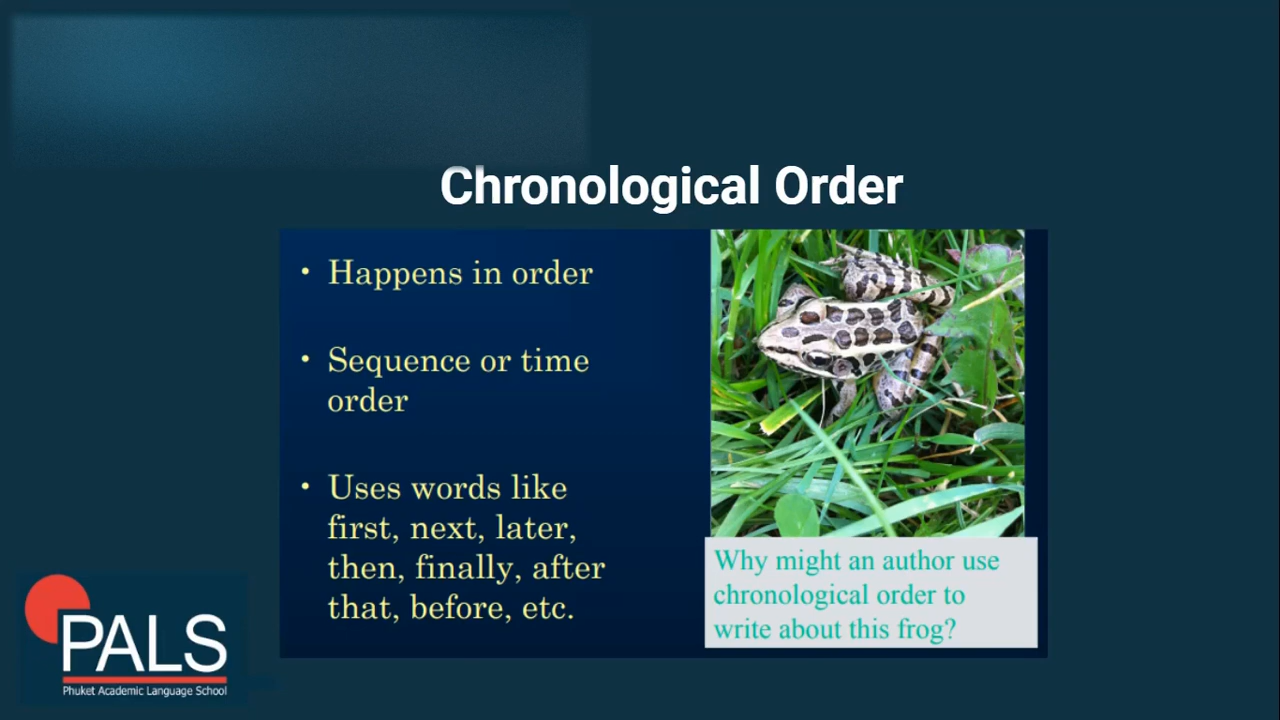 Chronological Order
• Happens in order
• Sequence or time
order
• Uses words like
first, next, later,
then, finally, after
that, before, etc.
Why might an author use
chronological order to
write about this frog?
PALS
Phuket Academic Language School